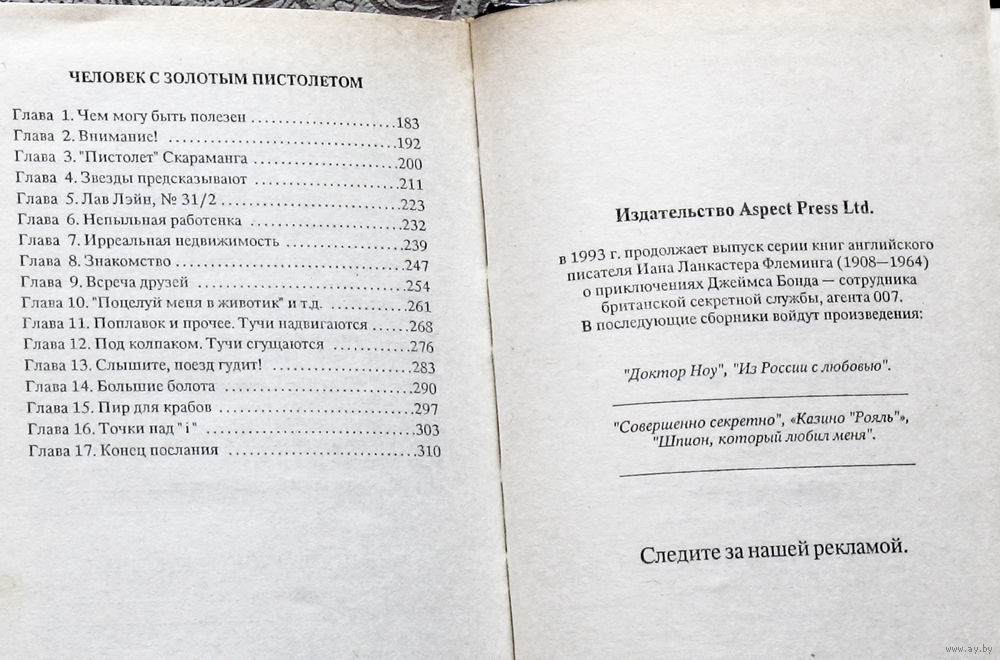 ЧЕЛОВЕК С ЗОЛОТЫМ ПИСТОЛЕТОМ
Глава 1. Чем могу быть полезен ........................183
Глава 2. Внимание! ........................192
Глава 3. "Пистолет" Скараманга ........................200
Глава 4. Звезды предсказывают ........................211
Глава 5. Лав Лэйн, № 31/2 ........................223
Глава 6. Непыльная работенка ........................232
Глава 7. Ирреальная недвижимость ........................239
Глава 8. Знакомство ........................247
Глава 9. Всреча друзей ........................254
Глава 10. "Поцелуй меня в животик" и т.д. ........................261
Глава 11. Поплавок и прочее. Тучи надвигаются ......268
Глава 12. Под колпаком. Тучи сгущаются ............276
Глава 13. Слышите, поезд гудит! ........................283
Глава 14. Большие болота ........................290
Глава 15. Пир для крабов ........................297
Глава 16. Точки над "i" ........................303
Глава 17. Конец послания ........................310
Издательство Aspect Press Ltd.
в 1993 г. продолжает выпуск серии книг английского
писателя Иана Ланкастера Флеминга (1908—1964)
о приключениях Джеймса Бонда — сотрудника
британской секретной службы, агента 007.
В последующие сборники войдут произведения:
"Доктор Ноу", "Из России с любовью".
"Совершенно секретно", «Казино "Рояль"»,
"Шпион, который любил меня".
Следите за нашей рекламой.
www.ay.by